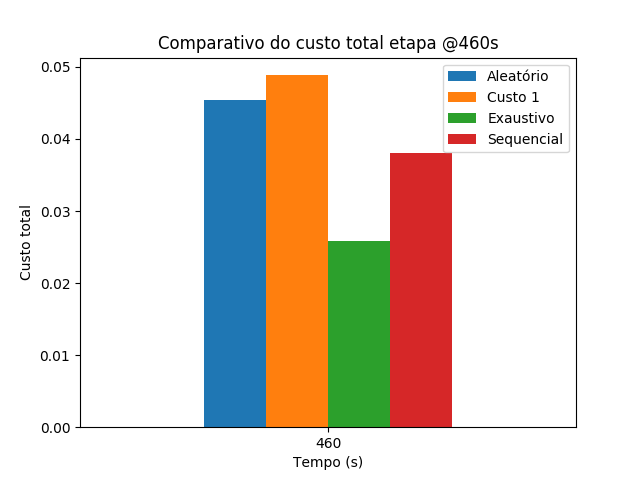 Comparativo do custo total etapa @460s
Aleatório
Custo 1
Exaustivo
Sequencial
Custo total
0.05
0.04
0.03
0.02
0.01
0.00
460
Tempo (s)